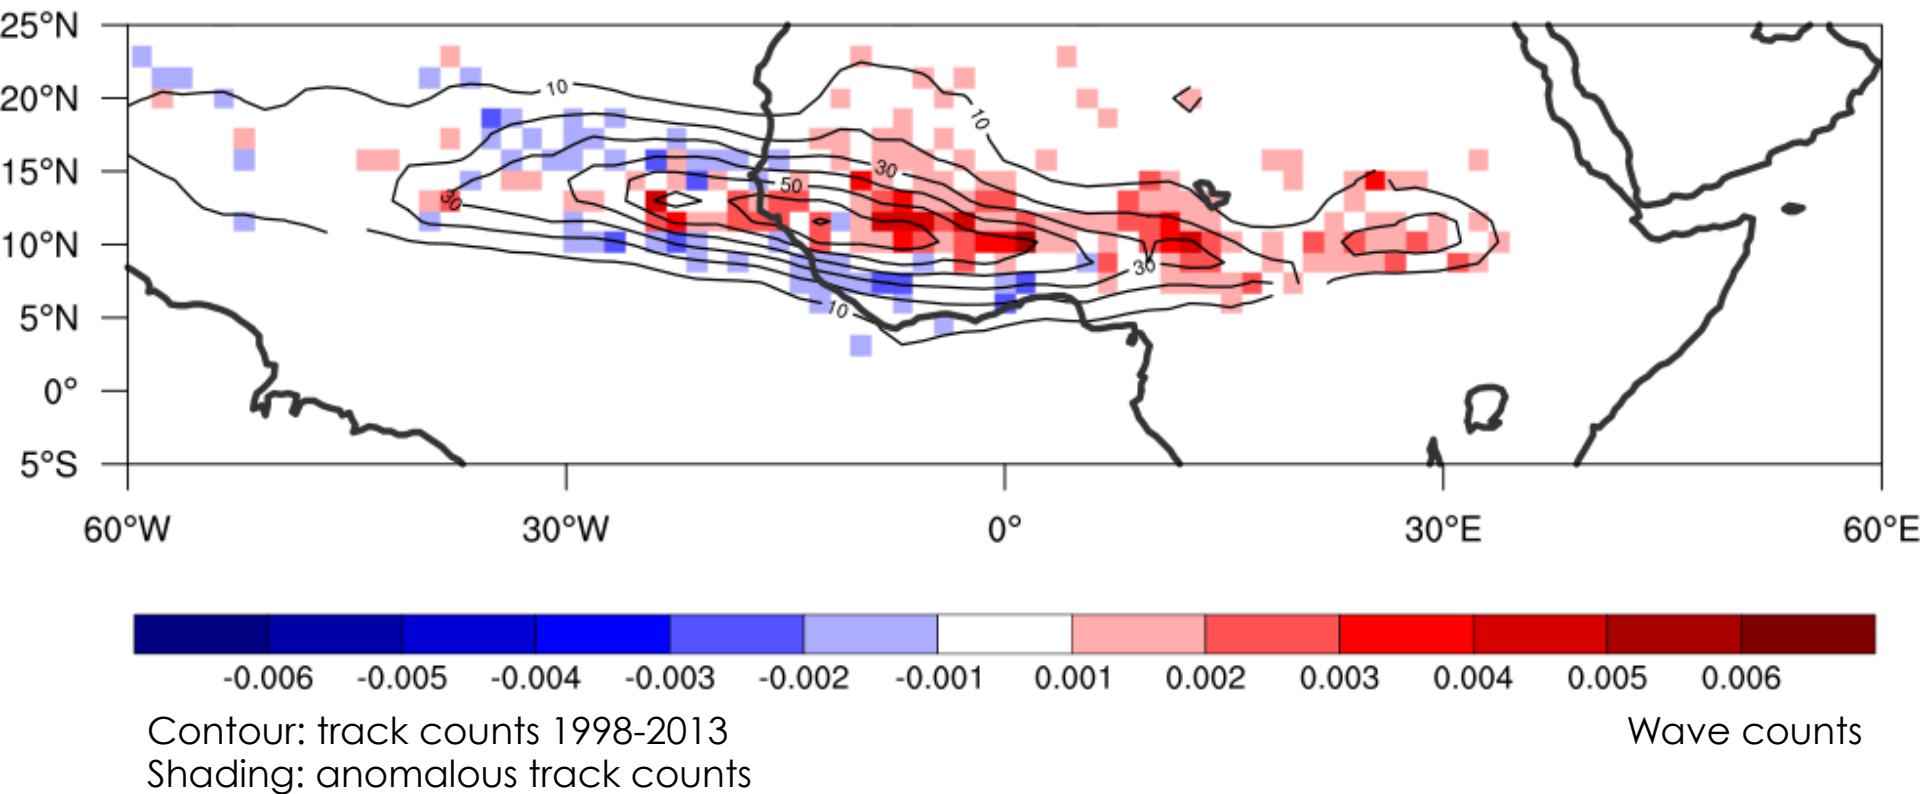 25°N
20°N
15°N
10°N
5°N
0°
5°S
10
10
30
50
30
30
10
60°W 30°W 0° 30°E 60°E
-0.006 -0.005 -0.004 -0.003 -0.002 -0.001 0.001 0.002 0.003 0.004 0.005 0.006
Contour: track counts 1998-2013 Wave counts
Shading: anomalous track counts